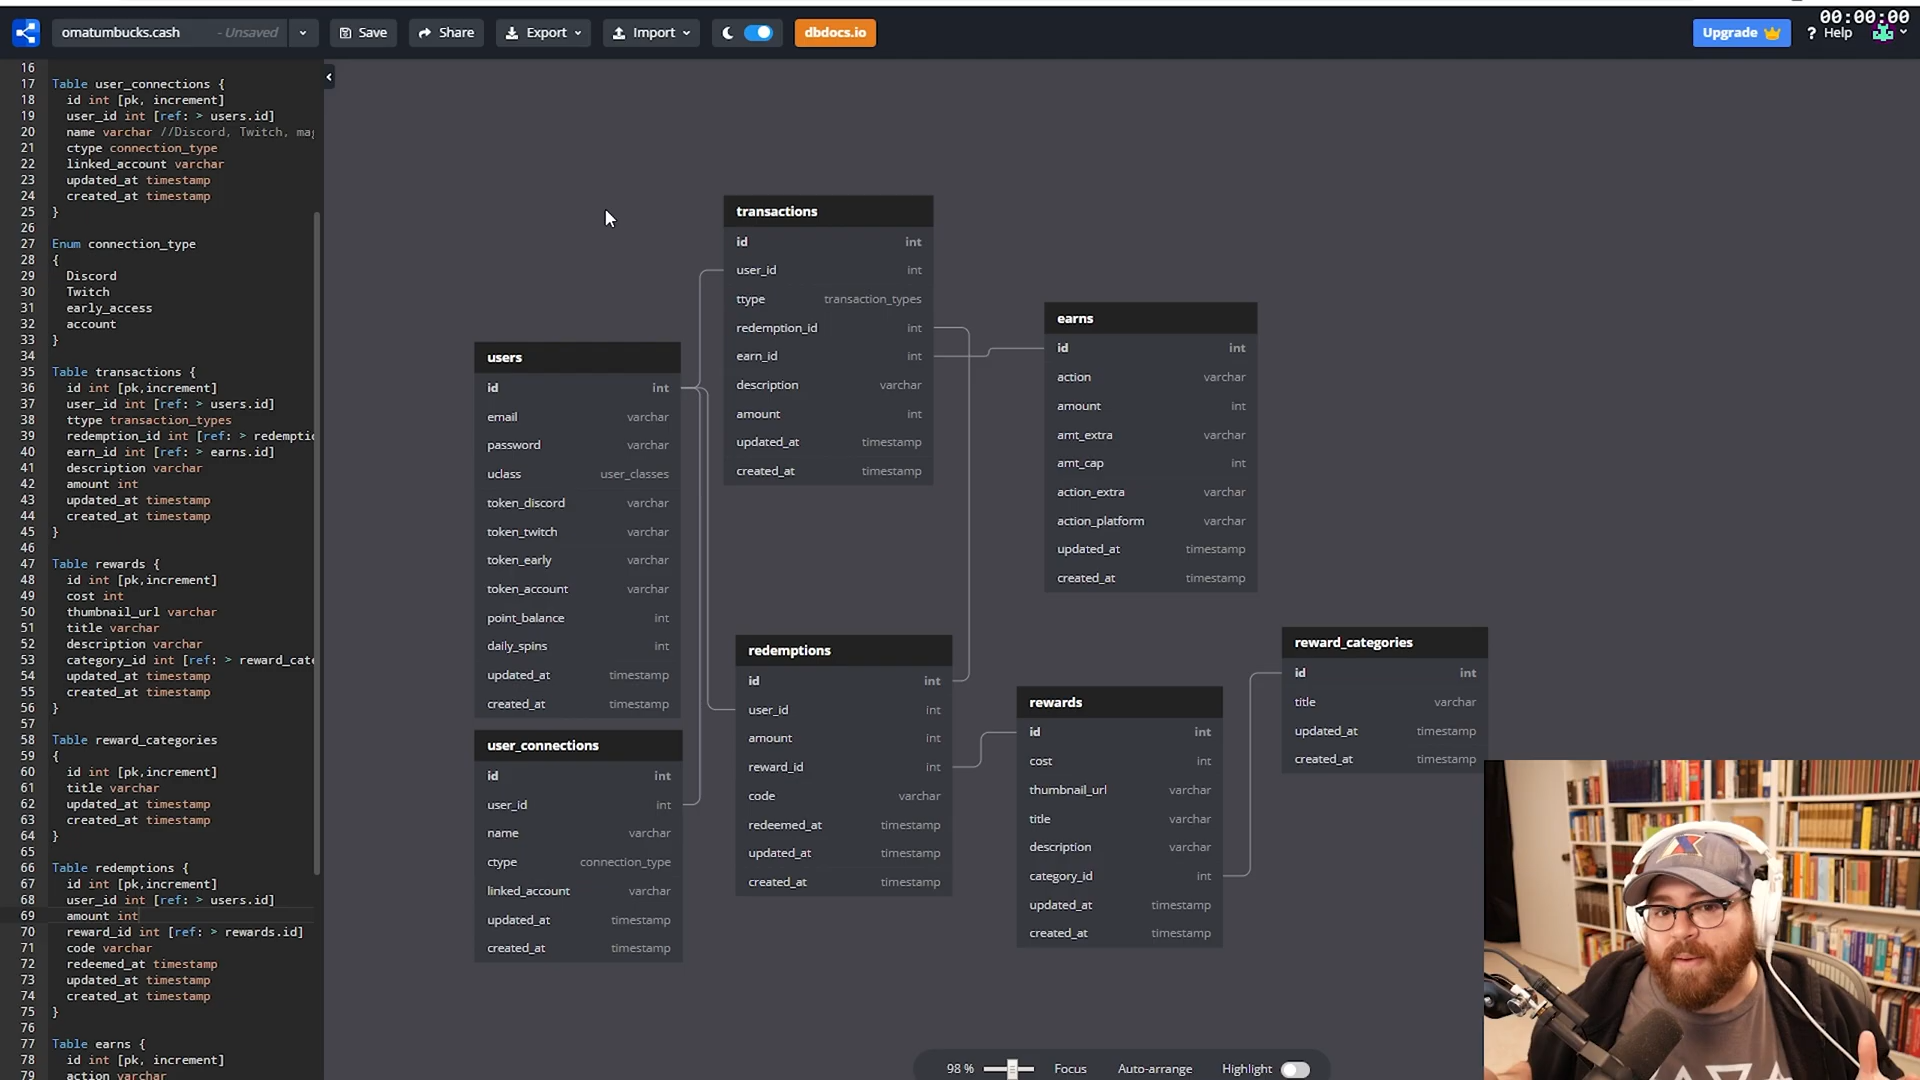 omatumbucks.cash - Unsaved Save Share Export Import dbdocs.io Upgrade Help
00:00:00
16
17 Table user_connections {
18 id int [pk, increment]
19 user_id int [ref: > users.id]
20 name varchar //Discord, Twitch, mag
21 ctype connection_type
22 linked_account varchar
23 updated_at timestamp
24 created_at timestamp
25 }
26
27 Enum connection_type
28 {
29 Discord
30 Twitch
31 early_access
32 account
33 }
34
35 Table transactions {
36 id int [pk,increment]
37 user_id int [ref: > users.id]
38 ttype transaction_types
39 redemption_id int [ref: > redemptio
40 earn_id int [ref: > earns.id]
41 description varchar
42 amount int
43 updated_at timestamp
44 created_at timestamp
45 }
46
47 Table rewards {
48 id int [pk,increment]
49 cost int
50 thumbnail_url varchar
51 title varchar
52 description varchar
53 category_id int [ref: > reward_cate
54 updated_at timestamp
55 created_at timestamp
56 }
57
58 Table reward_categories
59 {
60 id int [pk,increment]
61 title varchar
62 updated_at timestamp
63 created_at timestamp
64 }
65
66 Table redemptions {
67 id int [pk,increment]
68 user_id int [ref: > users.id]
69 amount int
70 reward_id int [ref: > rewards.id]
71 code varchar
72 redeemed_at timestamp
73 updated_at timestamp
74 created_at timestamp
75 }
76
77 Table earns {
78 id int [pk, increment]
79 action varchar
transactions
id int
user_id int
ttype transaction_types
redemption_id int
earn_id int
description varchar
amount int
updated_at timestamp
created_at timestamp
earns
id int
action varchar
amount int
amt_extra varchar
amt_cap int
action_extra varchar
action_platform varchar
updated_at timestamp
created_at timestamp
users
id int
email varchar
password varchar
uclass user_classes
token_discord varchar
token_twitch varchar
token_early varchar
token_account varchar
point_balance int
daily_spins int
updated_at timestamp
created_at timestamp
user_connections
id int
user_id int
name varchar
ctype connection_type
linked_account varchar
updated_at timestamp
created_at timestamp
redemptions
id int
user_id int
amount int
reward_id int
code varchar
redeemed_at timestamp
updated_at timestamp
created_at timestamp
rewards
id int
cost int
thumbnail_url varchar
title varchar
description varchar
category_id int
updated_at timestamp
created_at timestamp
reward_categories
id int
title varchar
updated_at timestamp
created_at timestamp
98 % Focus Auto-arrange Highlight